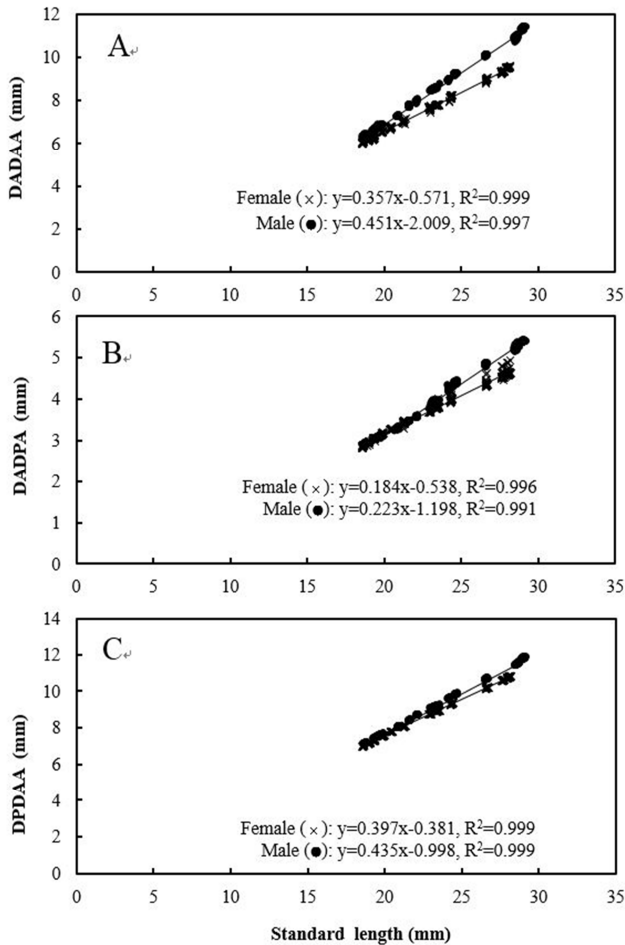 A↵
12
10
8
6
4
2
0
DADAA (mm)
Female (×): y=0.357x-0.571, R²=0.999
Male (●): y=0.451x-2.009, R²=0.997
0 5 10 15 20 25 30 35
B↵
6
5
4
3
2
1
0
DADPA (mm)
Female (×): y=0.184x-0.538, R²=0.996
Male (●): y=0.223x-1.198, R²=0.991
0 5 10 15 20 25 30 35
C↵
14
12
10
8
6
4
2
0
DPDAA (mm)
Female (×): y=0.397x-0.381, R²=0.999
Male (●): y=0.435x-0.998, R²=0.999
0 5 10 15 20 25 30 35
Standard length (mm)